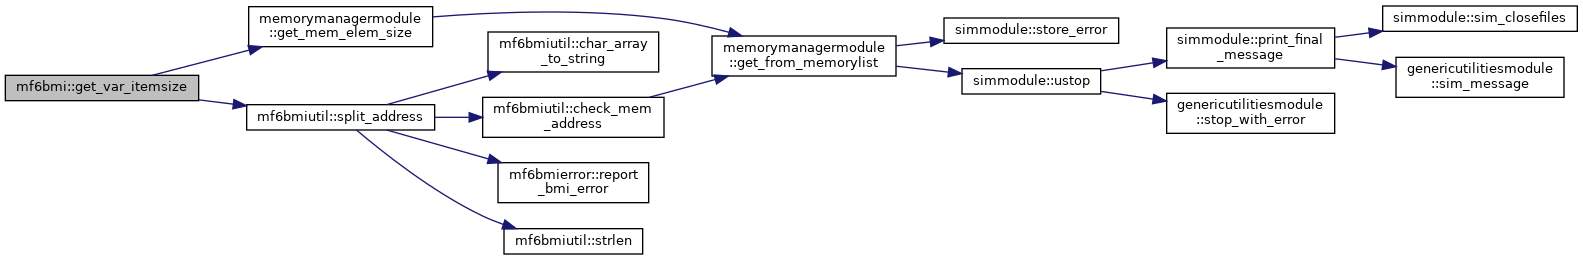 mf6bmi::get_var_itemsize
memorymanagermodule
::get_mem_elem_size
mf6bmiutil::split_address
mf6bmiutil::char_array
_to_string
mf6bmiutil::check_mem
_address
mf6bmierror::report
_bmi_error
mf6bmiutil::strlen
memorymanagermodule
::get_from_memorylist
simmodule::store_error
simmodule::ustop
simmodule::print_final
_message
genericutilitiesmodule
::stop_with_error
simmodule::sim_closefiles
genericutilitiesmodule
::sim_message